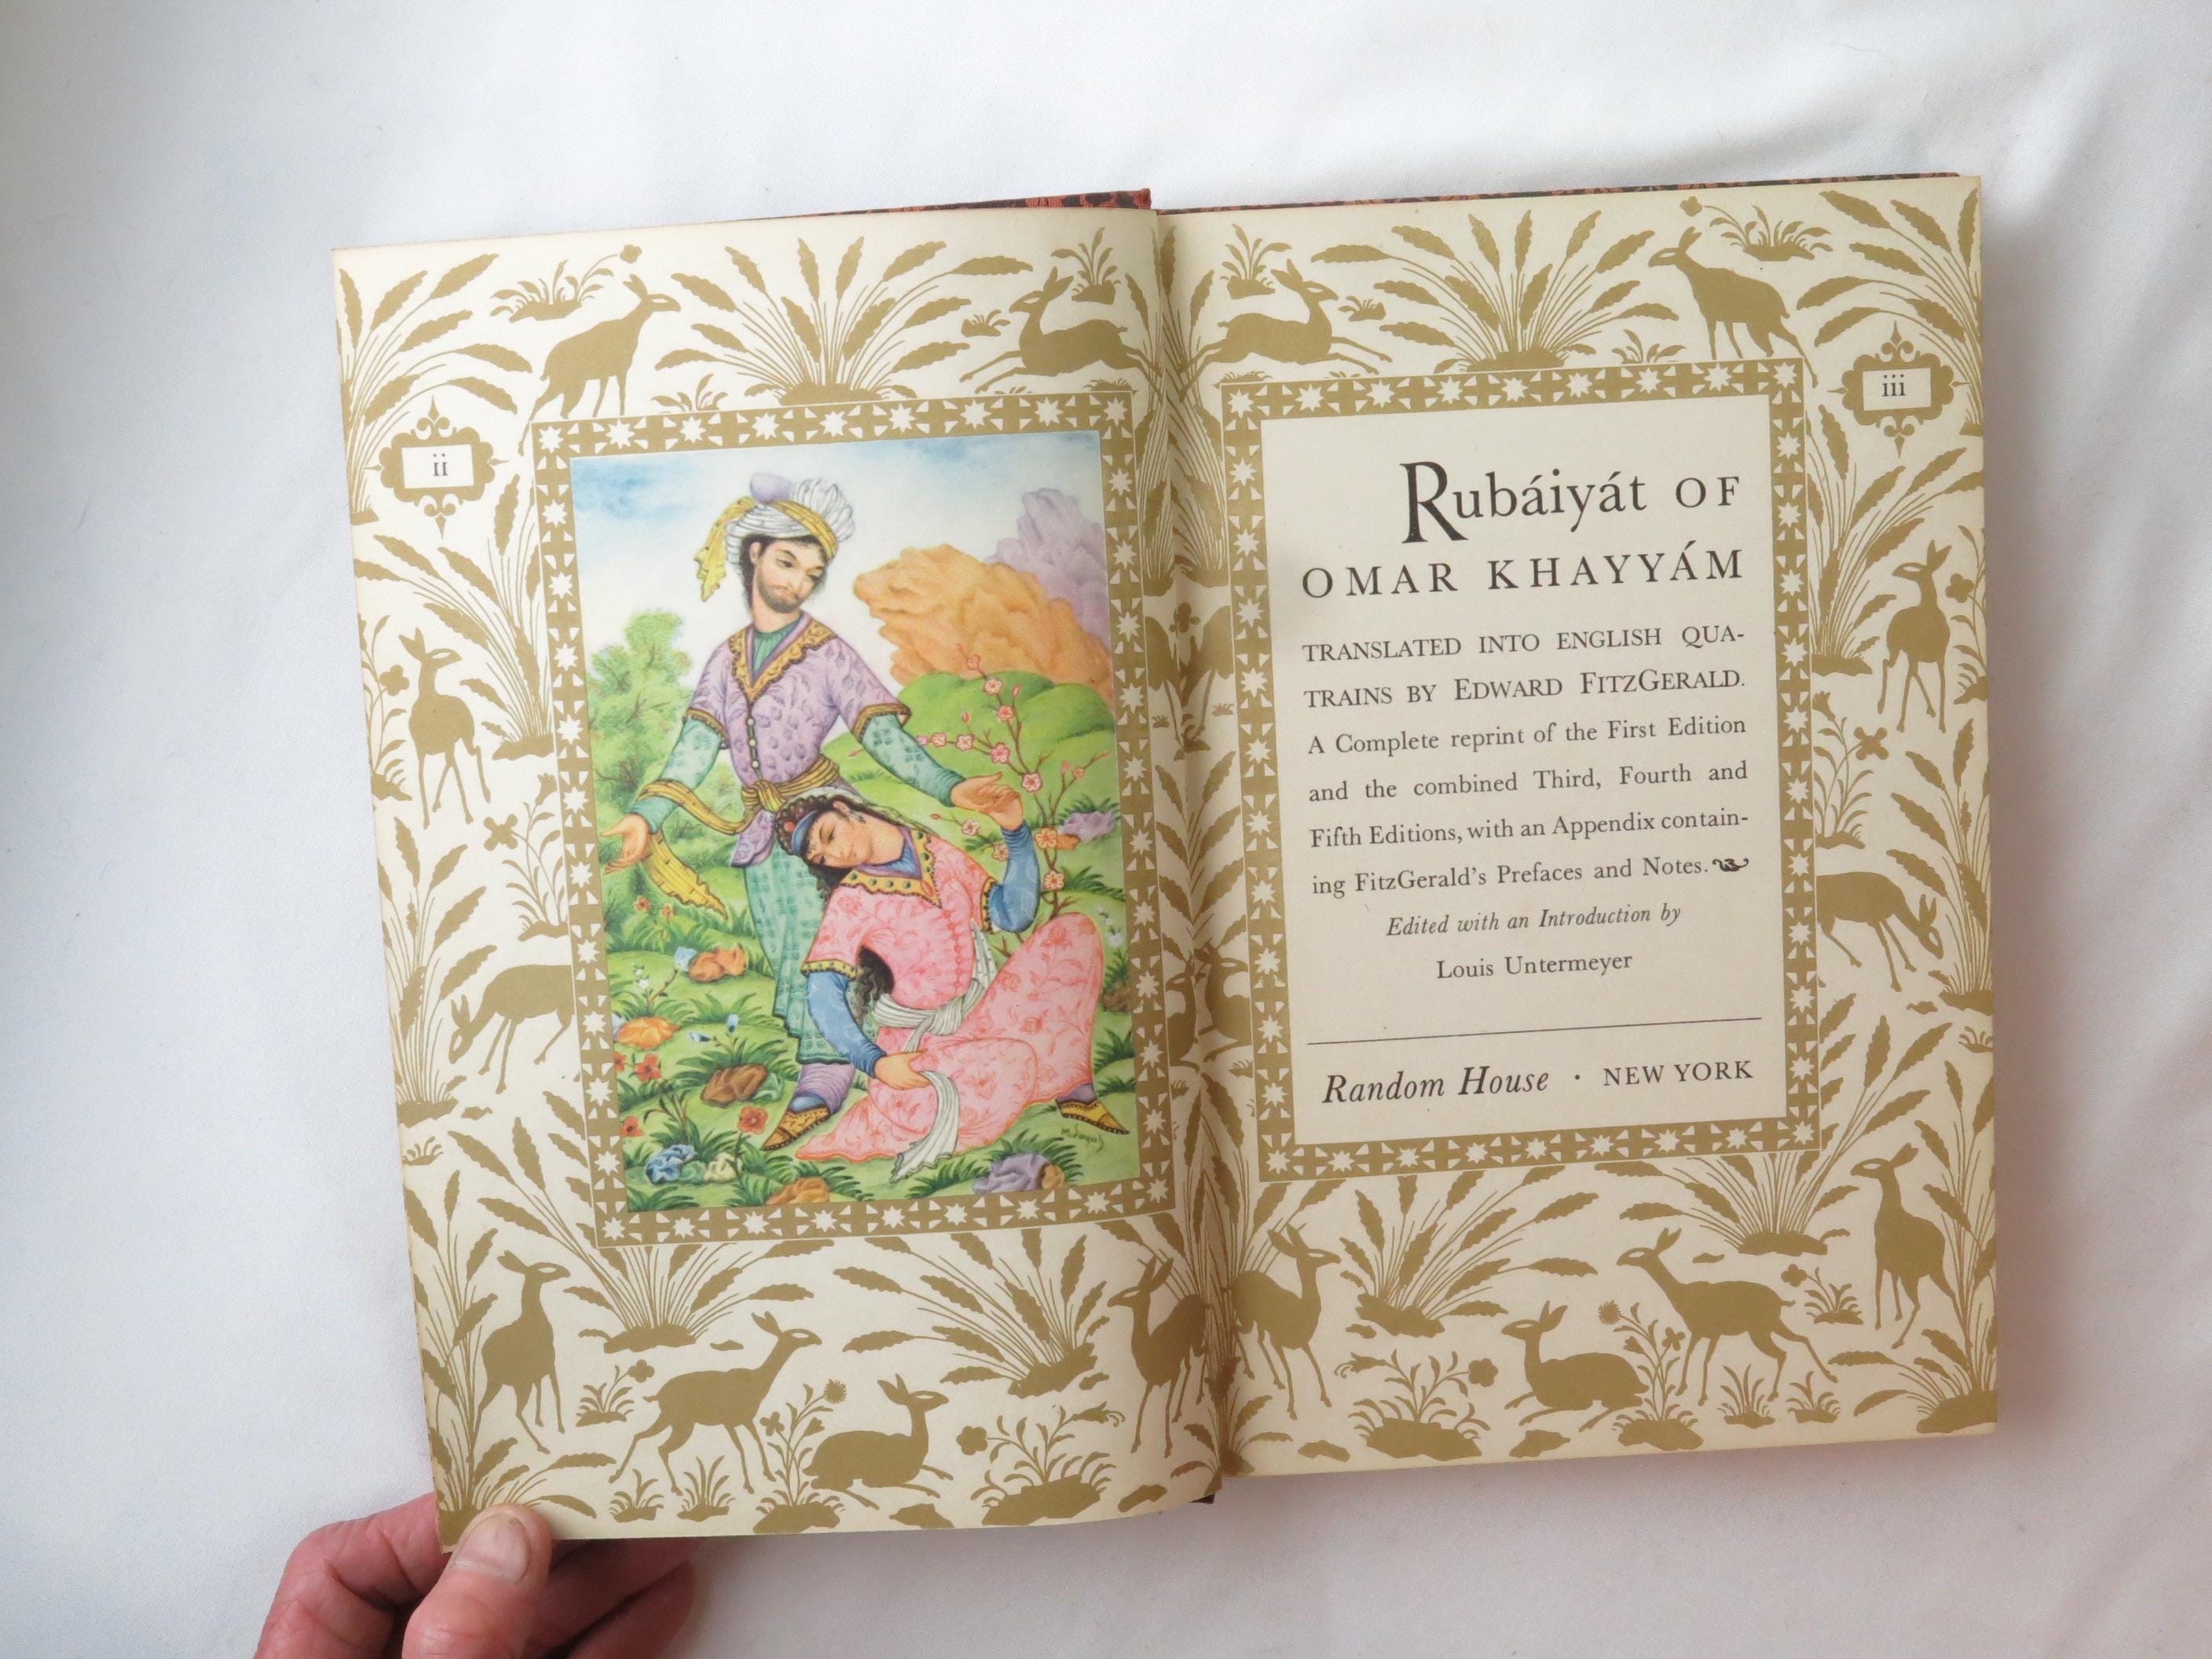 ii
iii
Rubáiyát OF
OMAR KHAYYÁM
TRANSLATED INTO ENGLISH QUA-
TRAINS BY EDWARD FITZGERALD.
A Complete reprint of the First Edition
and the combined Third, Fourth and
Fifth Editions, with an Appendix contain-
ing FitzGerald's Prefaces and Notes.
Edited with an Introduction by
Louis Untermeyer
Random House · NEW YORK